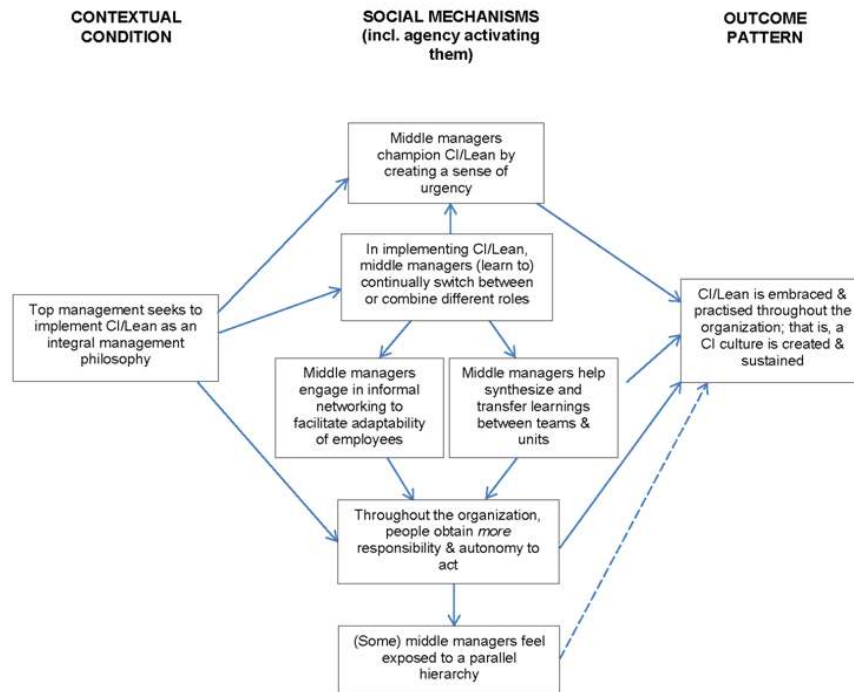 CONTEXTUAL
CONDITION
SOCIAL MECHANISMS
(incl. agency activating
them)
OUTCOME
PATTERN
Middle managers
champion CI/Lean by
creating a sense of
urgency
In implementing CI/Lean,
middle managers (learn to)
continually switch between
or combine different roles
Top management seeks to
implement CI/Lean as an
integral management
philosophy
CI/Lean is embraced &
practised throughout the
organization; that is, a
CI culture is created &
sustained
Middle managers
engage in informal
networking to
facilitate adaptability
of employees
Middle managers help
synthesize and
transfer learnings
between teams &
units
Throughout the organization,
people obtain more
responsibility & autonomy to
act
(Some) middle managers feel
exposed to a parallel
hierarchy